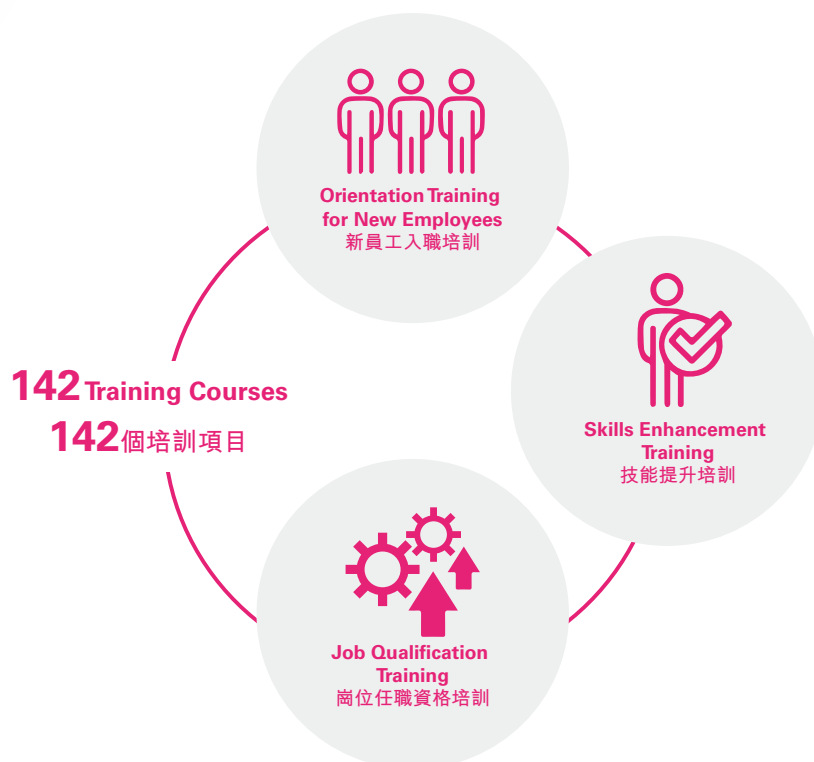 Orientation Training
for New Employees
新員工入職培訓
142 Training Courses
142個培訓項目
Skills Enhancement
Training
技能提升培訓
Job Qualification
Training
崗位任職資格培訓